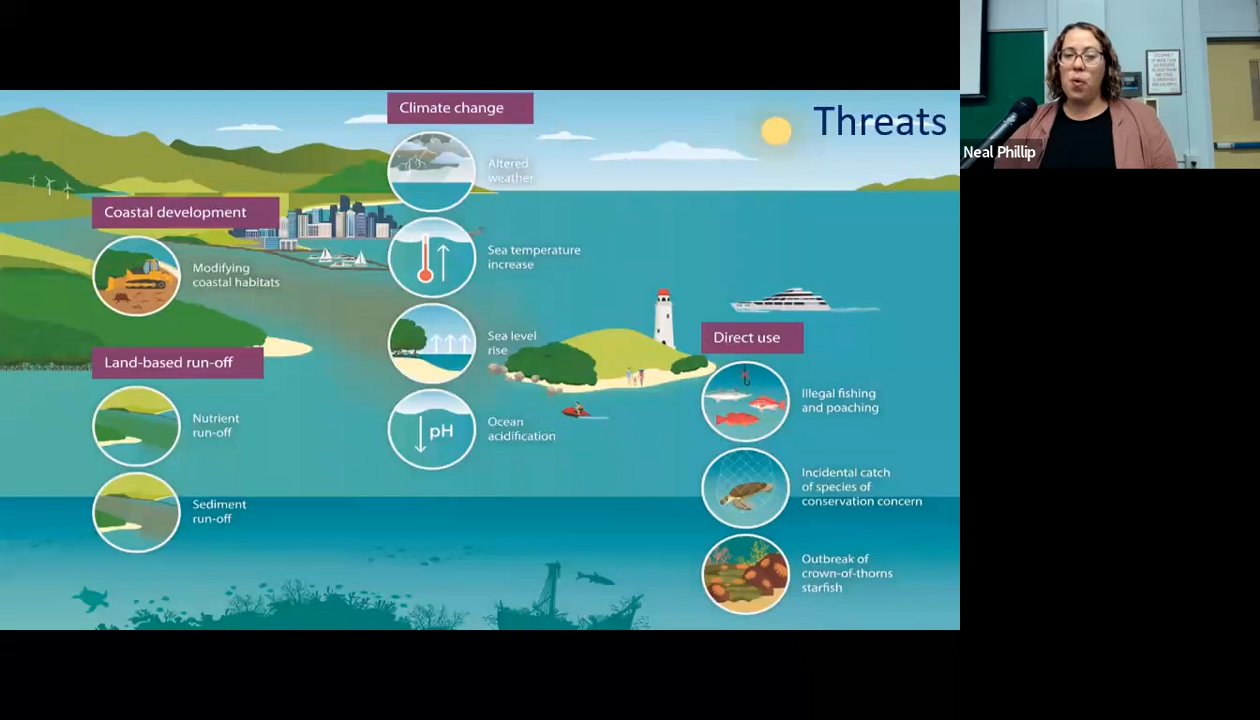 Threats
Climate change
Altered
weather
Sea temperature
increase
Sea level
rise
pH
Ocean
acidification
Coastal development
Modifying
coastal habitats
Land-based run-off
Nutrient
run-off
Sediment
run-off
Direct use
Illegal fishing
and poaching
Incidental catch
of species of
conservation concern
Outbreak of
crown-of-thorns
starfish
Neal Phillip